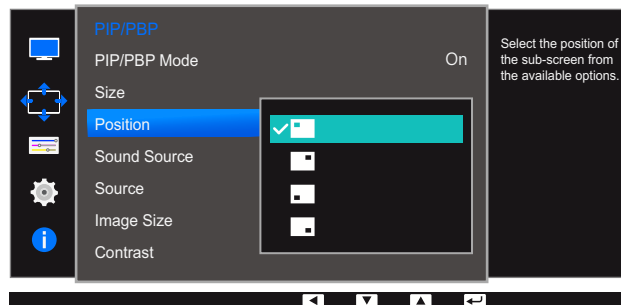 PIP/PBP
PIP/PBP Mode On
Size
Position
Sound Source
Source
Image Size
Contrast
Select the position of
the sub-screen from
the available options.
i